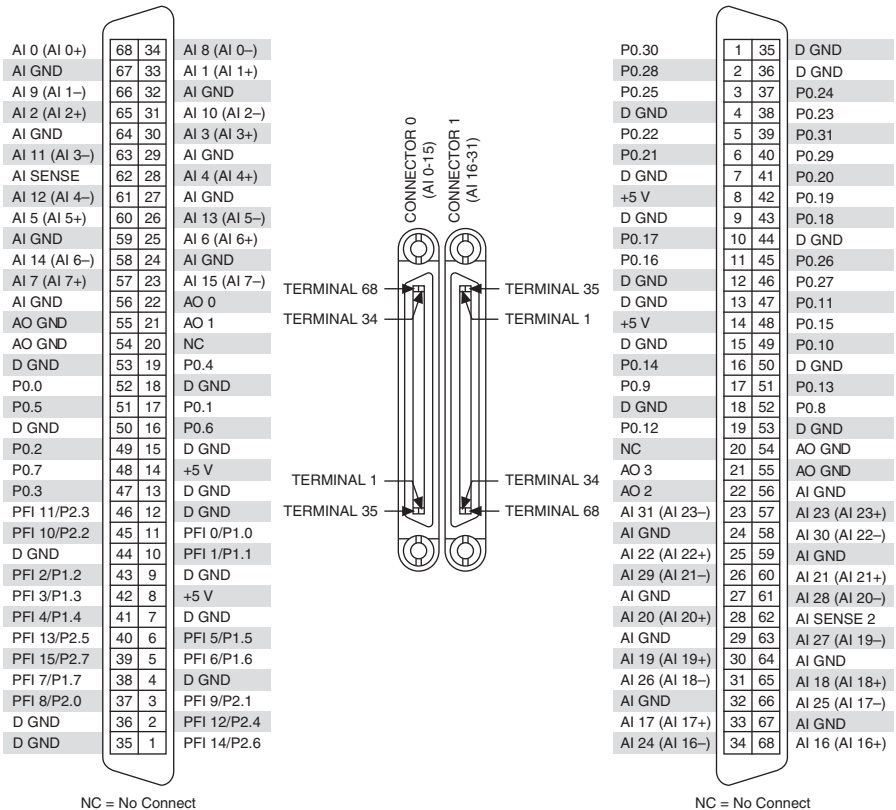 AI 0 (AI 0+) 68 34 AI 8 (AI 0–)
AI GND 67 33 AI 1 (AI 1+)
AI 9 (AI 1–) 66 32 AI GND
AI 2 (AI 2+) 65 31 AI 10 (AI 2–)
AI GND 64 30 AI 3 (AI 3+)
AI 11 (AI 3–) 63 29 AI GND
AI SENSE 62 28 AI 4 (AI 4+)
AI 12 (AI 4–) 61 27 AI GND
AI 5 (AI 5+) 60 26 AI 13 (AI 5–)
AI GND 59 25 AI 6 (AI 6+)
AI 14 (AI 6–) 58 24 AI GND
AI 7 (AI 7+) 57 23 AI 15 (AI 7–)
AI GND 56 22 AO 0
AO GND 55 21 AO 1
AO GND 54 20 NC
D GND 53 19 P0.4
P0.0 52 18 D GND
P0.5 51 17 P0.1
D GND 50 16 P0.6
P0.2 49 15 D GND
P0.7 48 14 +5 V
P0.3 47 13 D GND
PFI 11/P2.3 46 12 D GND
PFI 10/P2.2 45 11 PFI 0/P1.0
D GND 44 10 PFI 1/P1.1
PFI 2/P1.2 43 9 D GND
PFI 3/P1.3 42 8 +5 V
PFI 4/P1.4 41 7 D GND
PFI 13/P2.5 40 6 PFI 5/P1.5
PFI 15/P2.7 39 5 PFI 6/P1.6
PFI 7/P1.7 38 4 D GND
PFI 8/P2.0 37 3 PFI 9/P2.1
D GND 36 2 PFI 12/P2.4
D GND 35 1 PFI 14/P2.6
NC = No Connect
CONNECTOR 0
(AI 0-15)
CONNECTOR 1
(AI 16-31)
TERMINAL 68
TERMINAL 34
TERMINAL 35
TERMINAL 1
TERMINAL 1
TERMINAL 35
TERMINAL 34
TERMINAL 68
P0.30 1 35 D GND
P0.28 2 36 D GND
P0.25 3 37 P0.24
D GND 4 38 P0.23
P0.22 5 39 P0.31
P0.21 6 40 P0.29
D GND 7 41 P0.20
+5 V 8 42 P0.19
D GND 9 43 P0.18
P0.17 10 44 D GND
P0.16 11 45 P0.26
D GND 12 46 P0.27
D GND 13 47 P0.11
+5 V 14 48 P0.15
D GND 15 49 P0.10
P0.14 16 50 D GND
P0.9 17 51 P0.13
D GND 18 52 P0.8
P0.12 19 53 D GND
NC 20 54 AO GND
AO 3 21 55 AO GND
AO 2 22 56 AI GND
AI 31 (AI 23–) 23 57 AI 23 (AI 23+)
AI GND 24 58 AI 30 (AI 22–)
AI 22 (AI 22+) 25 59 AI GND
AI 29 (AI 21–) 26 60 AI 21 (AI 21+)
AI GND 27 61 AI 28 (AI 20–)
AI 20 (AI 20+) 28 62 AI SENSE 2
AI GND 29 63 AI 27 (AI 19–)
AI 19 (AI 19+) 30 64 AI GND
AI 26 (AI 18–) 31 65 AI 18 (AI 18+)
AI GND 32 66 AI 25 (AI 17–)
AI 17 (AI 17+) 33 67 AI GND
AI 24 (AI 16–) 34 68 AI 16 (AI 16+)
NC = No Connect